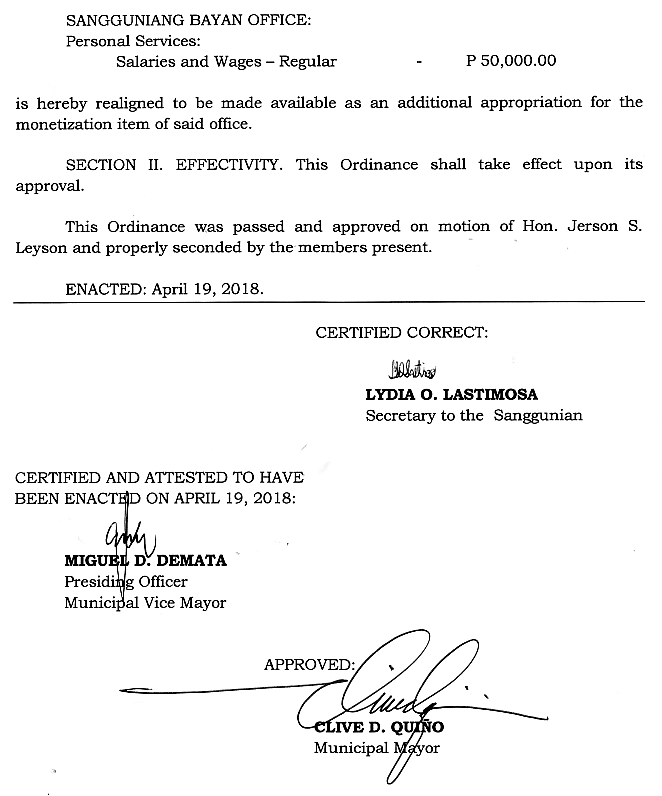 SANGGUNIANG BAYAN OFFICE:
Personal Services:
Salaries and Wages – Regular - P 50,000.00
is hereby realigned to be made available as an additional appropriation for the
monetization item of said office.
SECTION II. EFFECTIVITY. This Ordinance shall take effect upon its
approval.
This Ordinance was passed and approved on motion of Hon. Jerson S.
Leyson and properly seconded by the members present.
ENACTED: April 19, 2018.
CERTIFIED CORRECT:
LYDIA O. LASTIMOSA
Secretary to the Sanggunian
CERTIFIED AND ATTESTED TO HAVE
BEEN ENACTED ON APRIL 19, 2018:
MIGUEL D. DEMATA
Presiding Officer
Municipal Vice Mayor
APPROVED:
CLIVE D. QUIÑO
Municipal Mayor